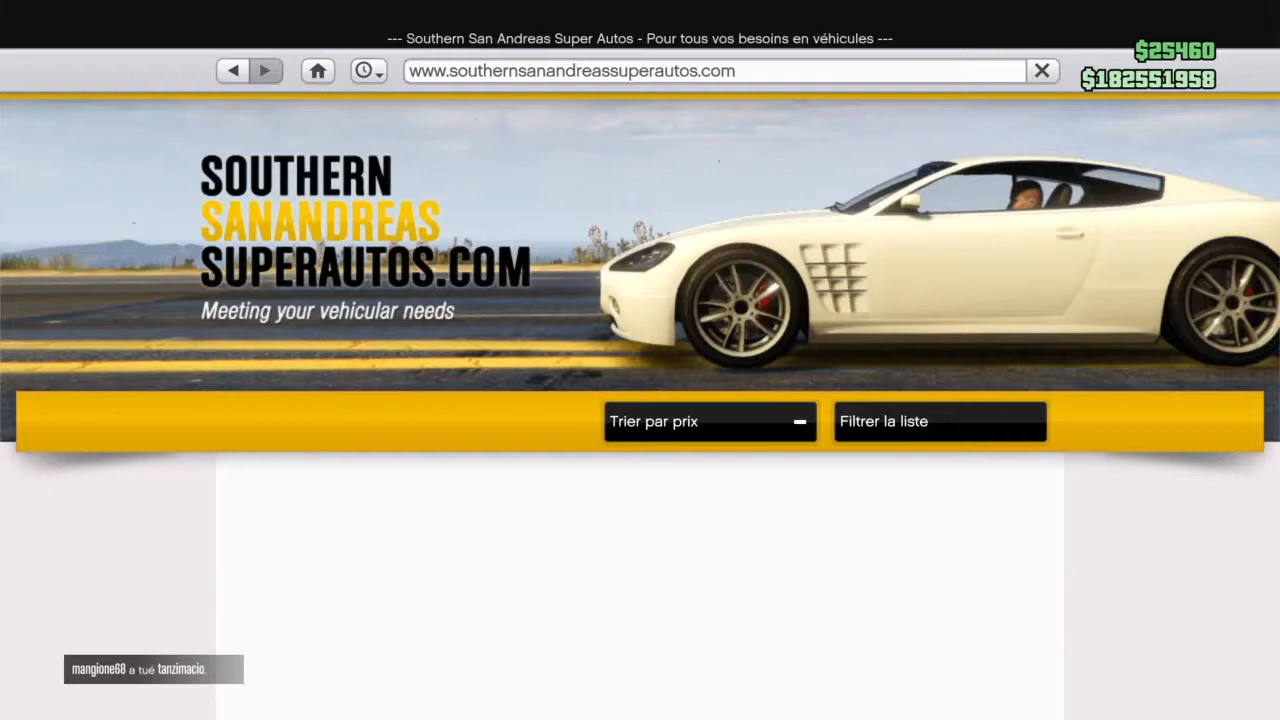 --- Southern San Andreas Super Autos - Pour tous vos besoins en véhicules ---
$25460
www.southernsanandreassuperautos.com
$182551958
SOUTHERN
SANANDREAS
SUPERAUTOS.COM
Meeting your vehicular needs
Trier par prix
Filtrer la liste
mangione68 a tué tanzimacio.